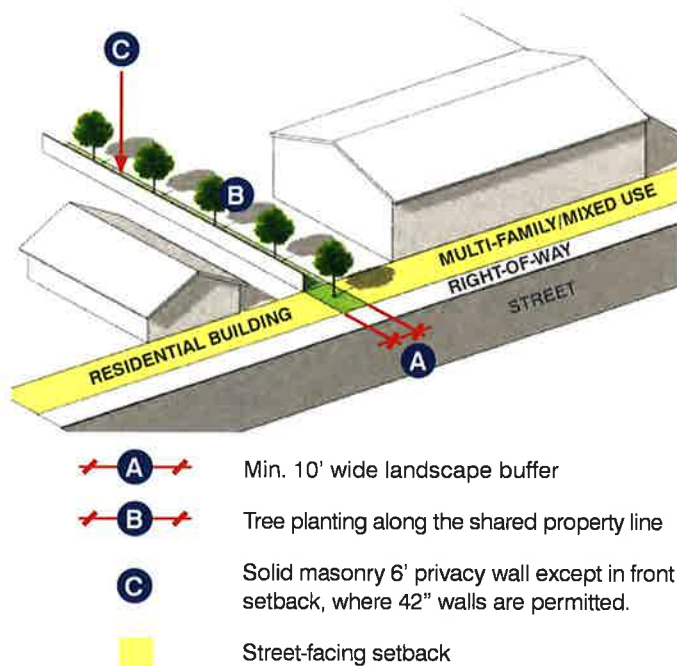 C
B
MULTI-FAMILY/MIXED USE
RIGHT-OF-WAY
STREET
RESIDENTIAL BUILDING
A
A Min. 10' wide landscape buffer
B Tree planting along the shared property line
C Solid masonry 6' privacy wall except in front
setback, where 42" walls are permitted.
Street-facing setback